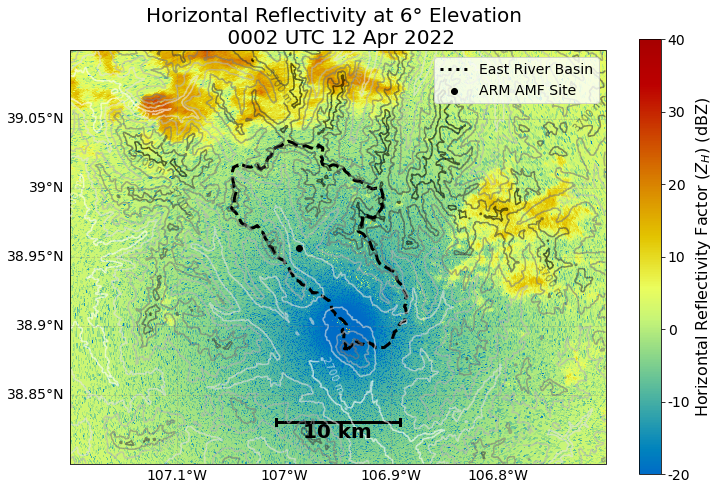 Horizontal Reflectivity at 6° Elevation
0002 UTC 12 Apr 2022
East River Basin
ARM AMF Site
39.05°N
39°N
38.95°N
38.9°N
38.85°N
10 km
107.1°W
107°W
106.9°W
106.8°W
40
30
20
10
0
-10
-20
Horizontal Reflectivity Factor (Z_H) (dBZ)